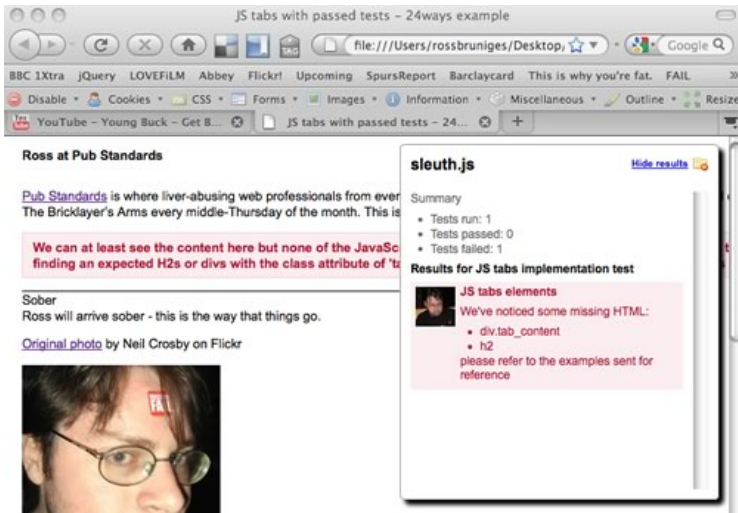 JS tabs with passed tests – 24ways example
file:///Users/rossbruniges/Desktop,
Google
TAG
BBC 1Xtra jQuery LOVEFiLM Abbey Flickr! Upcoming SpursReport Barclaycard This is why you're fat. FAIL
Disable Cookies CSS Forms Images Information Miscellaneous Outline Resize
YouTube – Young Buck – Get B... JS tabs with passed tests – 24...
Ross at Pub Standards
Pub Standards is where liver-abusing web professionals from ever
The Bricklayer's Arms every middle-Thursday of the month. This is
We can at least see the content here but none of the JavaSc
finding an expected H2s or divs with the class attribute of 'ta
Sober
Ross will arrive sober - this is the way that things go.
Original photo by Neil Crosby on Flickr
FAIL
sleuth.js
Hide results
Summary
Tests run: 1
Tests passed: 0
Tests failed: 1
Results for JS tabs implementation test
JS tabs elements
We've noticed some missing HTML:
div.tab_content
h2
please refer to the examples sent for
reference